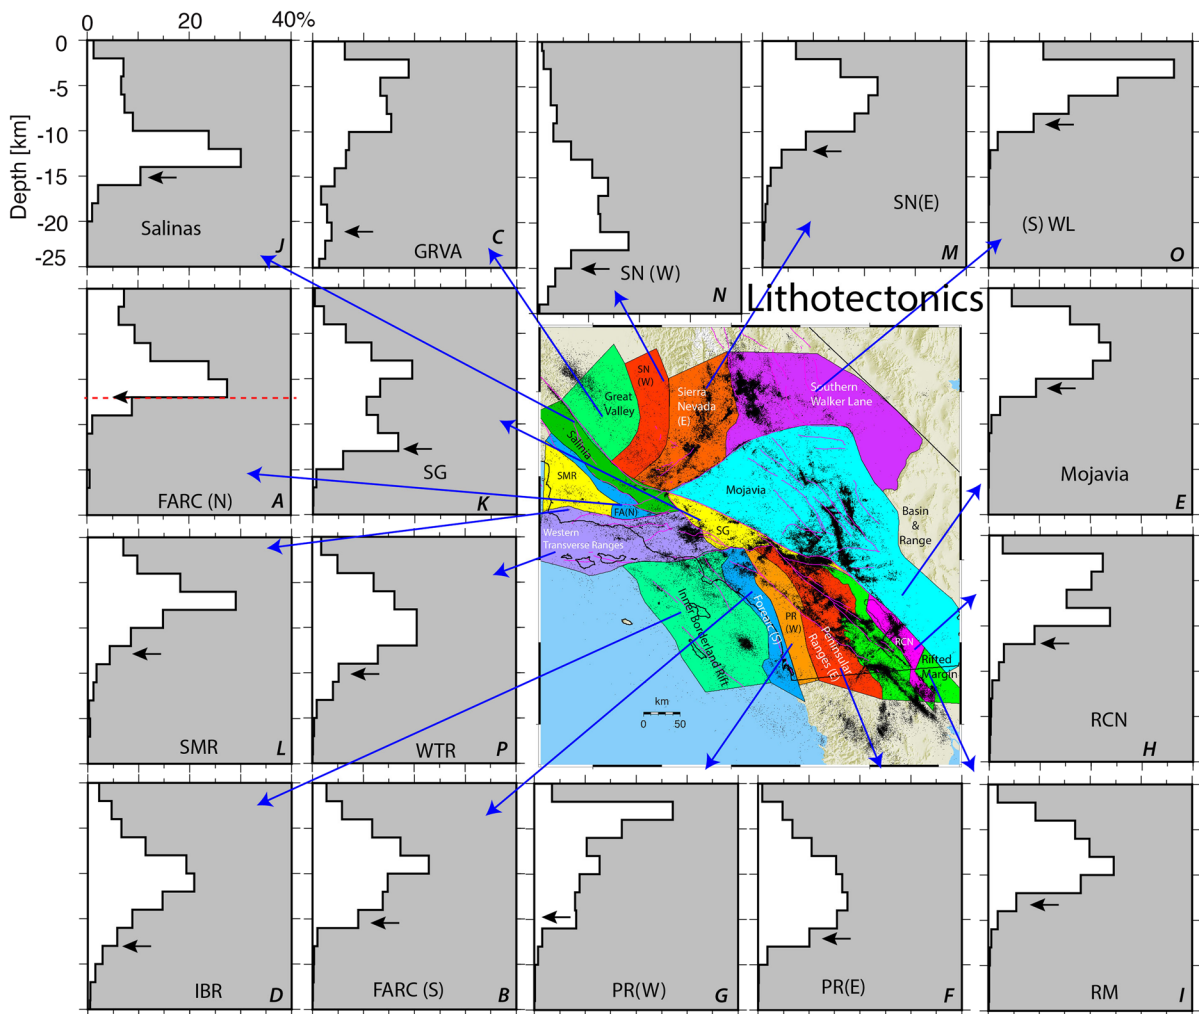 0 20 40%
0
-5
-10
-15
-20
-25
Depth [km]
Salinas
J
GRVA
C
SN (W)
N
SN(E)
M
(S) WL
O
Lithotectonics
FARC (N)
A
SG
K
Mojavia
E
SMR
L
WTR
P
RCN
H
IBR
D
FARC (S)
B
PR(W)
G
PR(E)
F
RM
I
SN
(W)
Great
Valley
Sierra
Nevada
(E)
Southern
Walker Lane
Salinia
SMR
FA(N)
Mojavia
SG
Basin
&
Range
Western
Transverse Ranges
Inner Borderland Rift
Forearc (S)
PR
(W)
Peninsular
Ranges (E)
RCN
Rifted
Margin
km
0 50